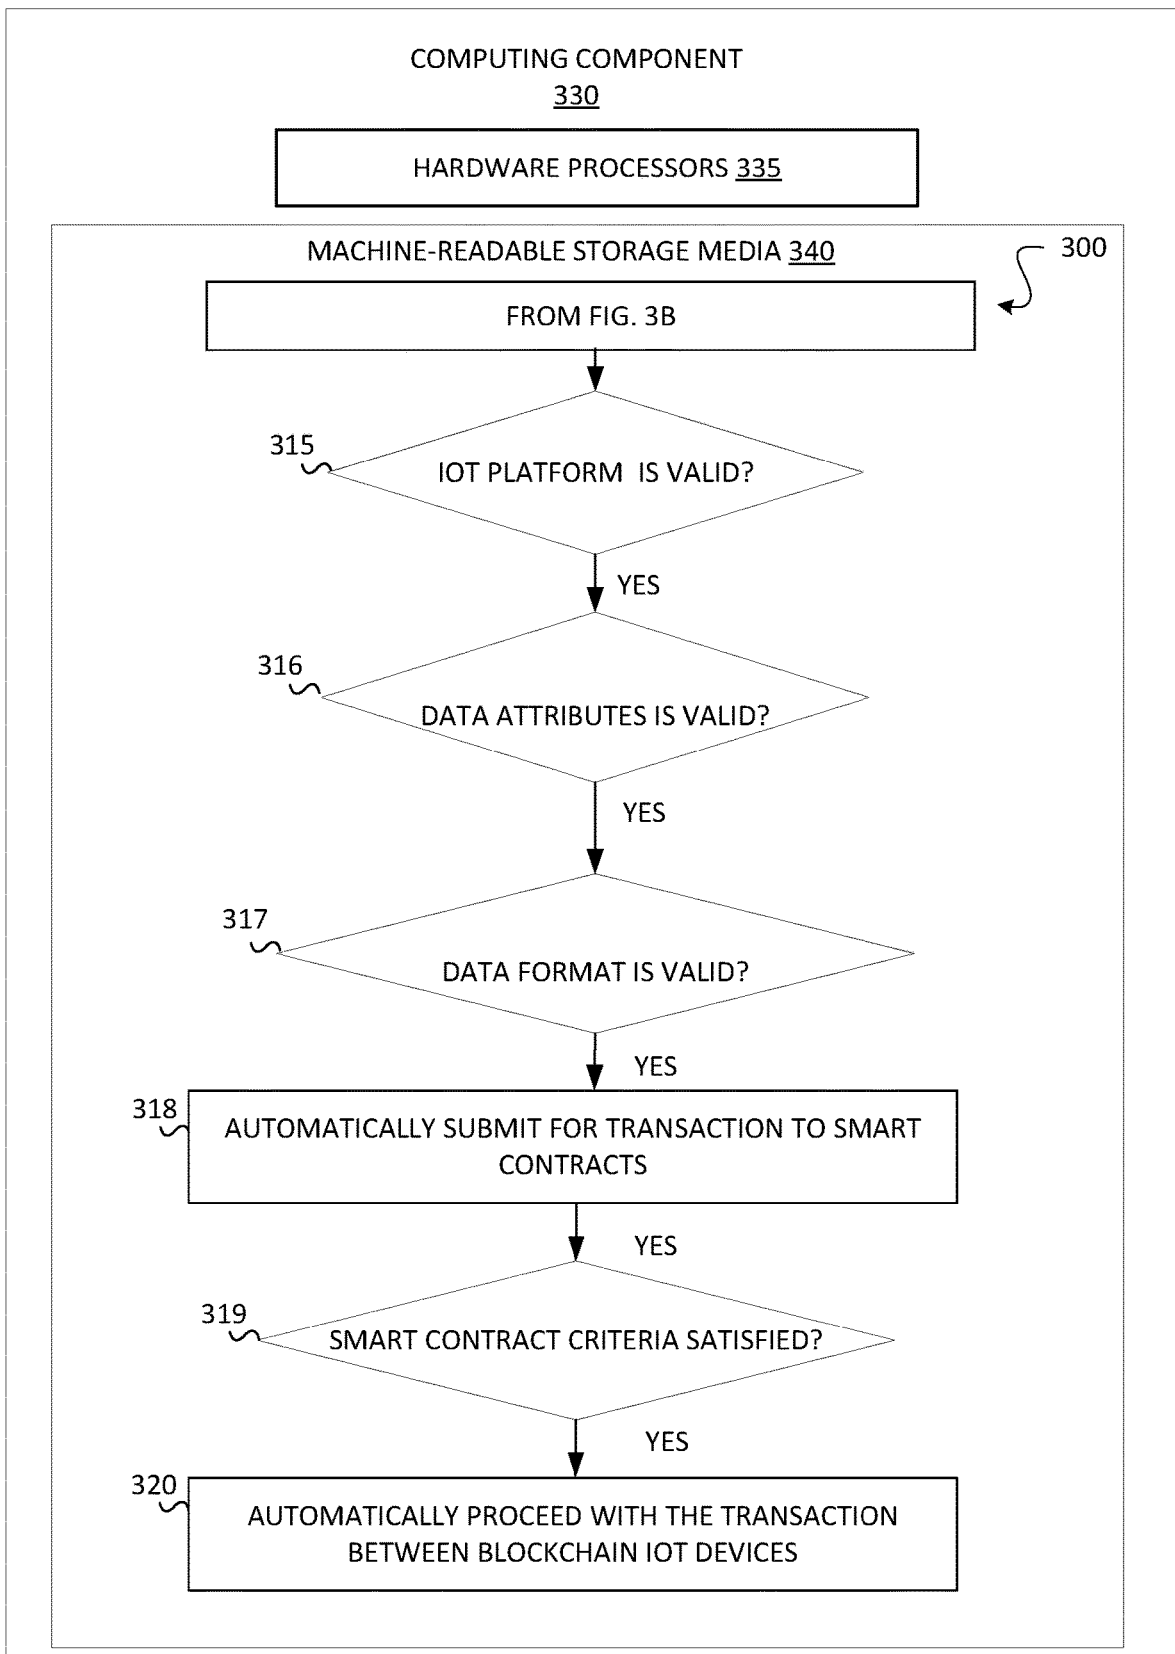 COMPUTING COMPONENT
330
HARDWARE PROCESSORS 335
MACHINE-READABLE STORAGE MEDIA 340
300
FROM FIG. 3B
315
IOT PLATFORM IS VALID?
YES
316
DATA ATTRIBUTES IS VALID?
YES
317
DATA FORMAT IS VALID?
YES
318
AUTOMATICALLY SUBMIT FOR TRANSACTION TO SMART
CONTRACTS
YES
319
SMART CONTRACT CRITERIA SATISFIED?
YES
320
AUTOMATICALLY PROCEED WITH THE TRANSACTION
BETWEEN BLOCKCHAIN IOT DEVICES